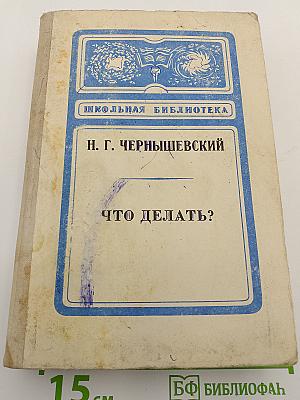 ШКОЛЬНАЯ БИБЛИОТЕКА
Н. Г. ЧЕРНЫШЕВСКИЙ
ЧТО ДЕЛАТЬ?
15 см
БФ БИБЛИОФАН